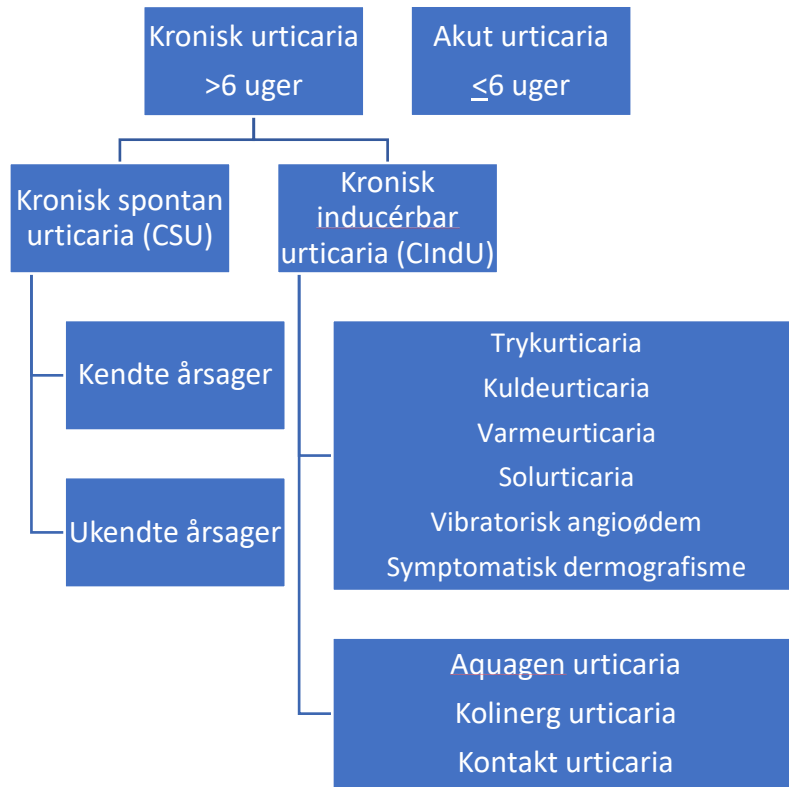 Kronisk urticaria
>6 uger
Akut urticaria
≤6 uger
Kronisk spontan
urticaria (CSU)
Kronisk
inducérbar
urticaria (CIndU)
Kendte årsager
Ukendte årsager
Trykurticaria
Kuldeurticaria
Varmeurticaria
Solurticaria
Vibratorisk angioødem
Symptomatisk dermografisme
Aquagen urticaria
Kolinerg urticaria
Kontakt urticaria